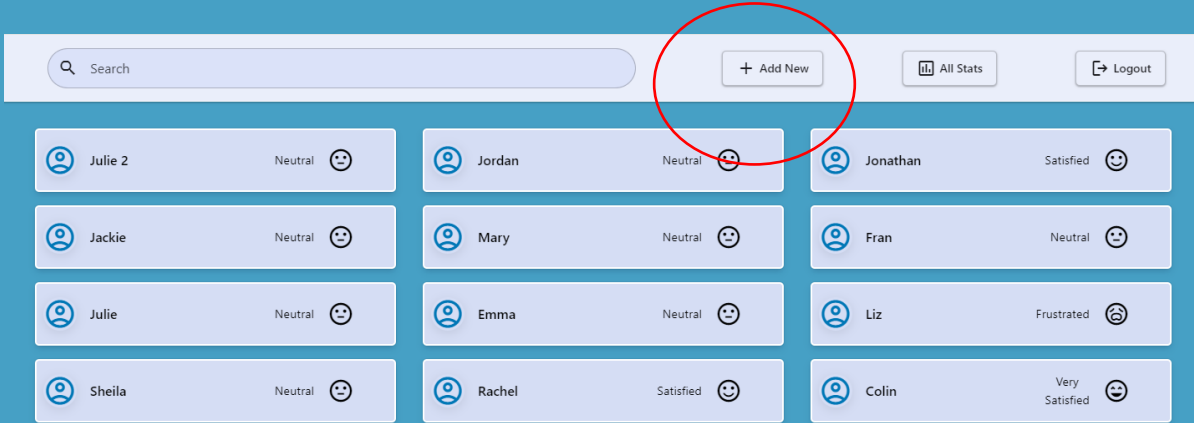 Search
Add New
All Stats
Logout
Julie 2 Neutral
Jordan Neutral
Jonathan Satisfied
Jackie Neutral
Mary Neutral
Fran Neutral
Julie Neutral
Emma Neutral
Liz Frustrated
Sheila Neutral
Rachel Satisfied
Colin Very
Satisfied